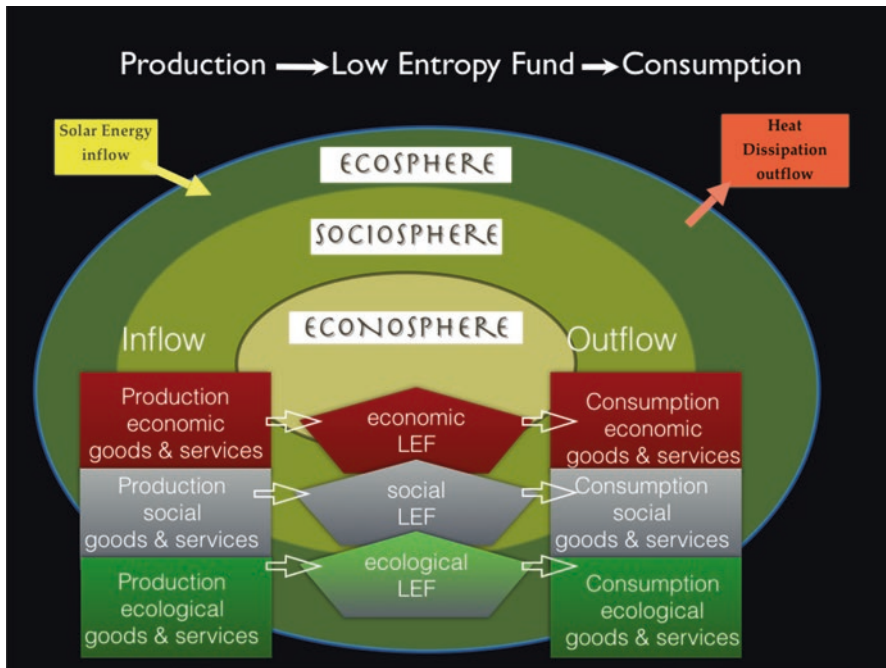 Production → Low Entropy Fund → Consumption
Solar Energy
inflow
Heat
Dissipation
outflow
ECOSPHERE
SOCIOSPHERE
ECONOSPHERE
Inflow
Outflow
Production
economic
goods & services
economic
LEF
Consumption
economic
goods & services
Production
social
goods & services
social
LEF
Consumption
social
goods & services
Production
ecological
goods & services
ecological
LEF
Consumption
ecological
goods & services